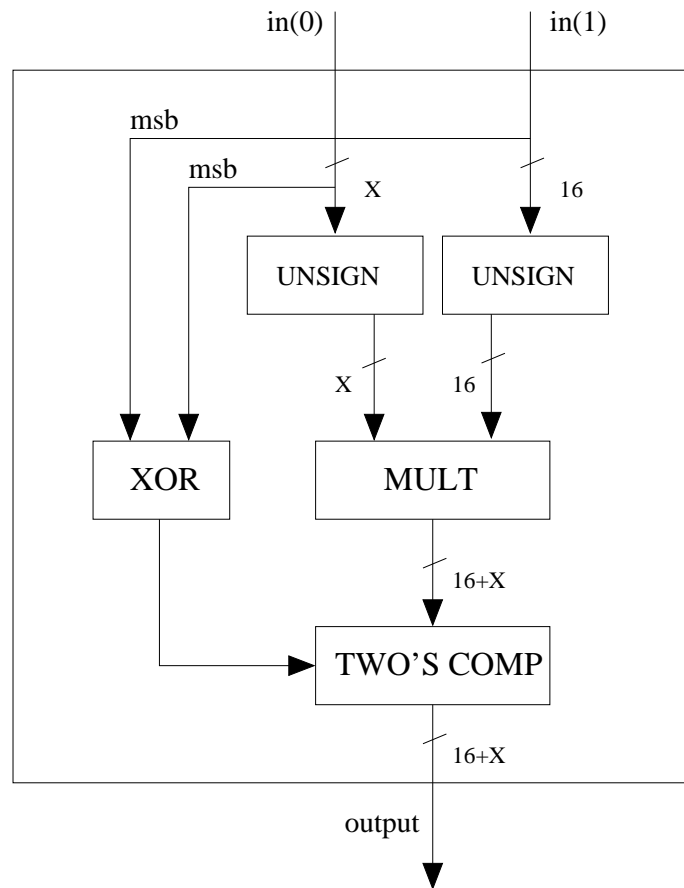 in(0) in(1)
msb
msb
X 16
UNSIGN UNSIGN
X 16
XOR MULT
16+X
TWO'S COMP
16+X
output